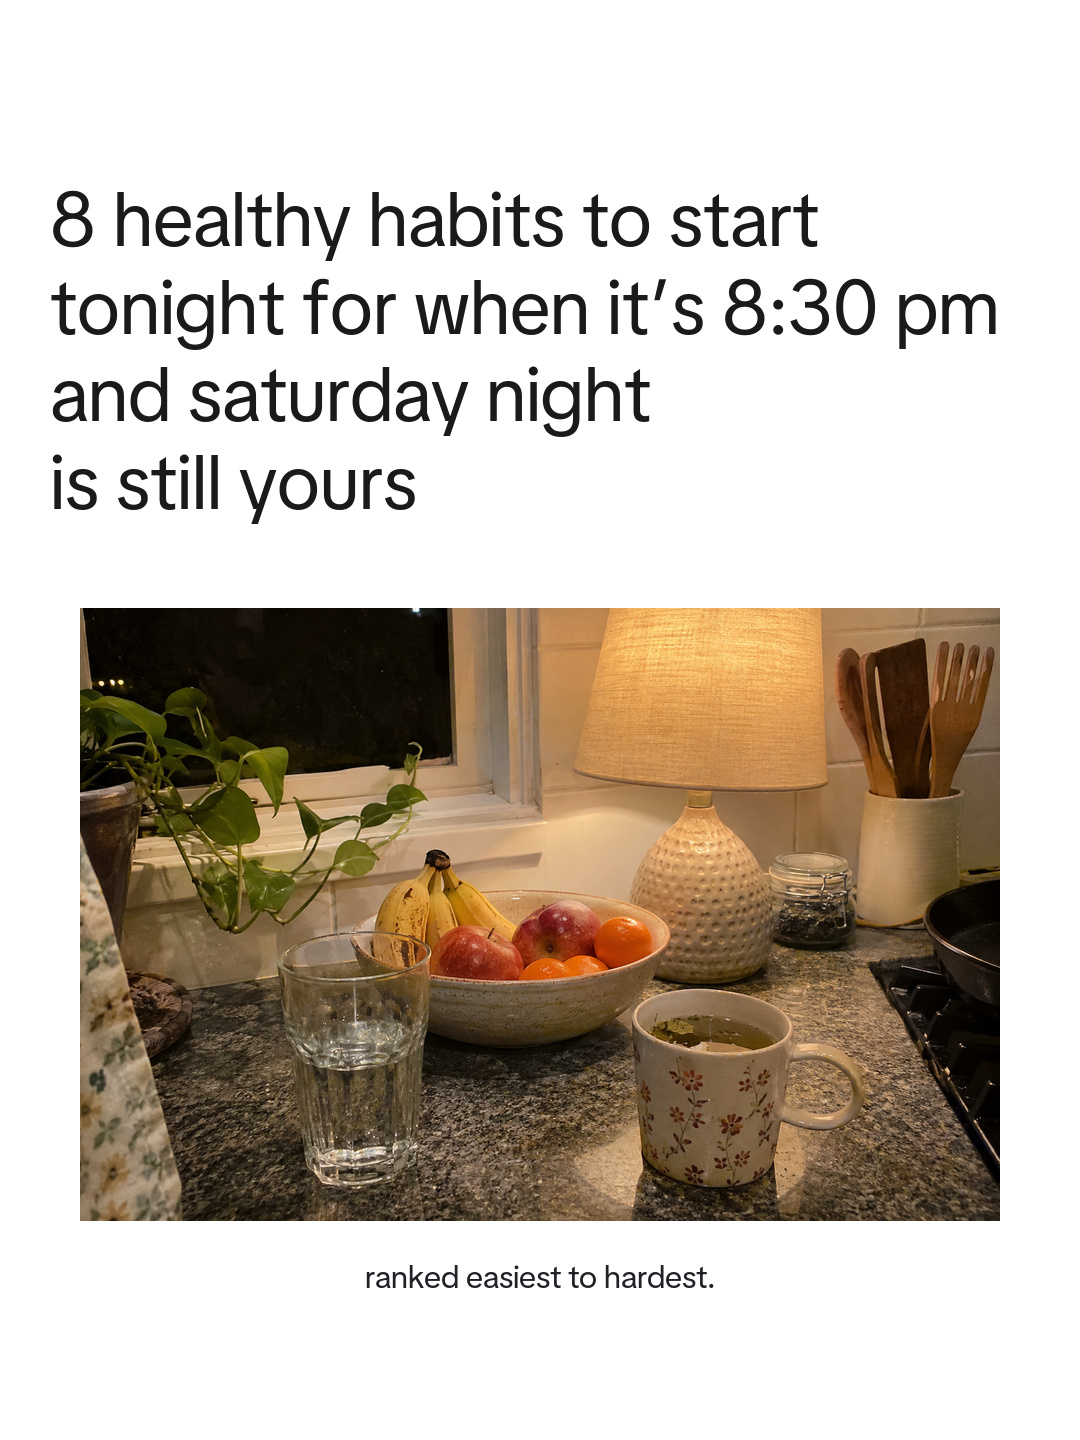 8 healthy habits to start
tonight for when it’s 8:30 pm
and saturday night
is still yours
ranked easiest to hardest.